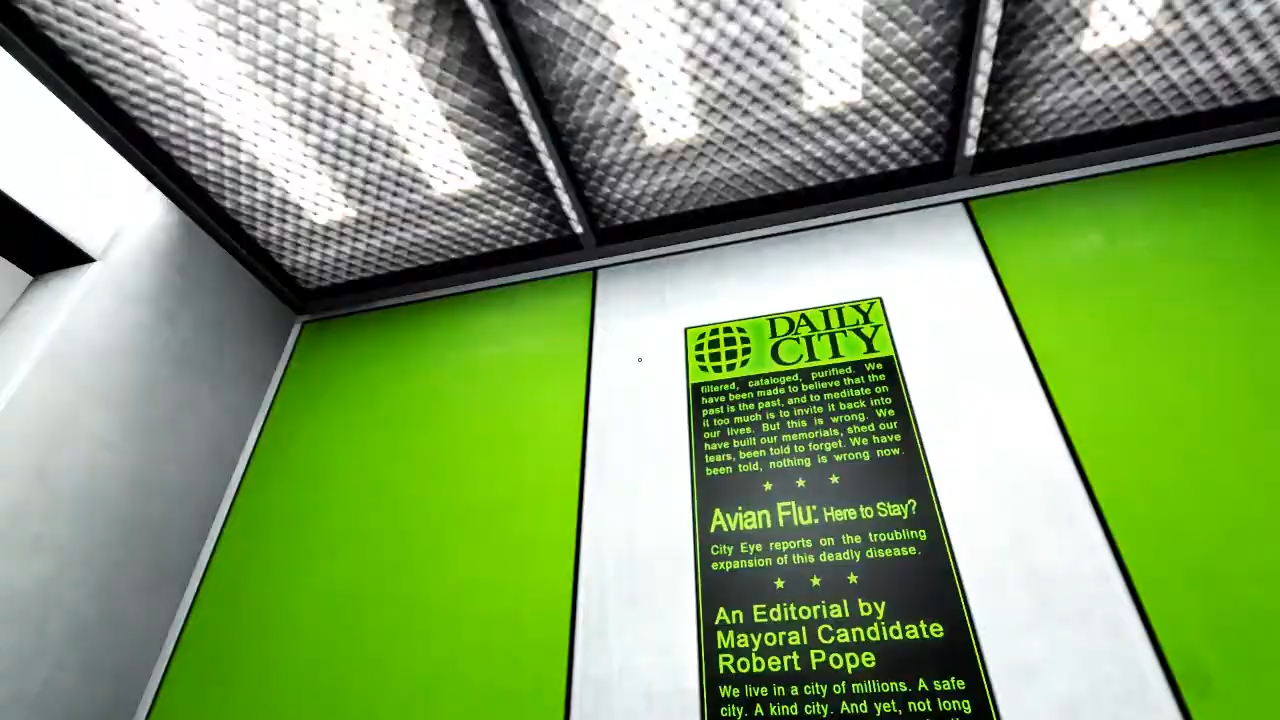 DAILY
CITY
filtered, cataloged, purified. We
have been made to believe that the
past is the past, and to meditate on
it too much is to invite it back into
our lives. But this is wrong. We
have built our memorials, shed our
tears, been told to forget. We have
been told, nothing is wrong now.
Avian Flu: Here to Stay?
City Eye reports on the troubling
expansion of this deadly disease.
An Editorial by
Mayoral Candidate
Robert Pope
We live in a city of millions. A safe
city. A kind city. And yet, not long